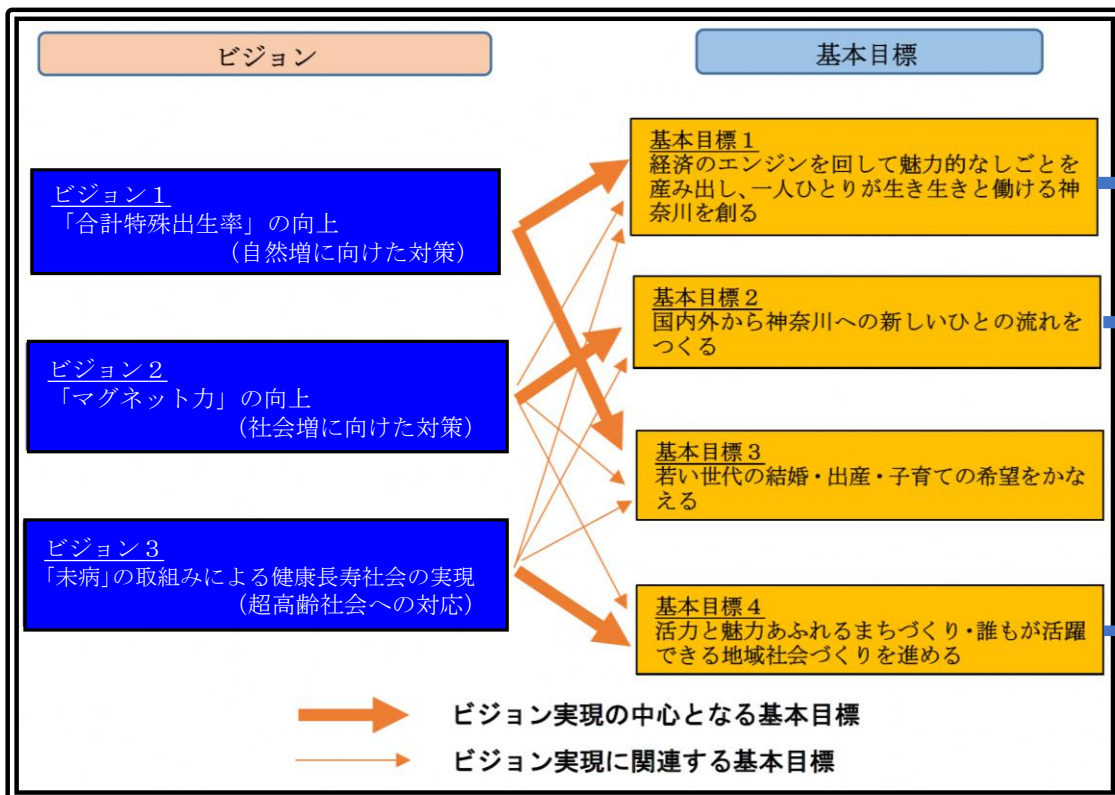 ビジョン
基本目標
ビジョン１
「合計特殊出生率」の向上
（自然増に向けた対策）
ビジョン２
「マグネット力」の向上
（社会増に向けた対策）
ビジョン３
「未病」の取組みによる健康長寿社会の実現
（超高齢社会への対応）
基本目標１
経済のエンジンを回して魅力的なしごとを
産み出し、一人ひとりが生き生きと働ける神
奈川を創る
基本目標２
国内外から神奈川への新しいひとの流れを
つくる
基本目標３
若い世代の結婚・出産・子育ての希望をかな
える
基本目標４
活力と魅力あふれるまちづくり・誰もが活躍
できる地域社会づくりを進める
ビジョン実現の中心となる基本目標
ビジョン実現に関連する基本目標